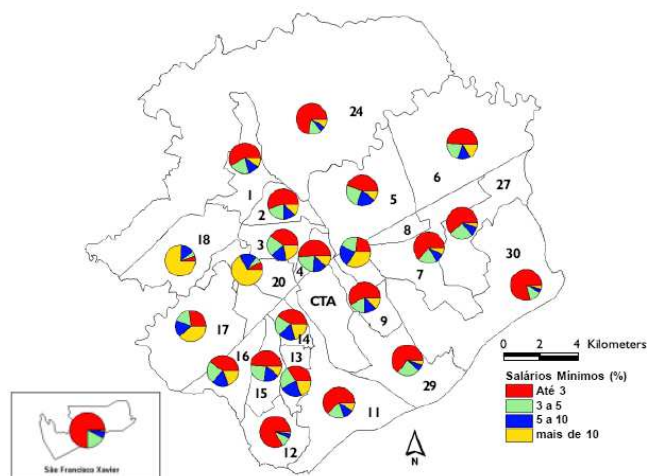 24
6
27
1
5
2
8
18
3
30
4
7
20
CTA
9
17
14
0 2 4 Kilometers
16
13
Salários Mínimos (%)
15
29
Até 3
11
3 a 5
5 a 10
12
mais de 10
N
São Francisco Xavier